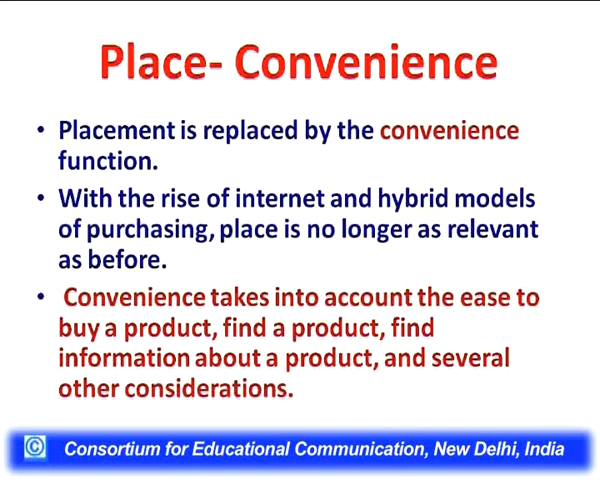 Place- Convenience
• Placement is replaced by the convenience
function.
• With the rise of internet and hybrid models
of purchasing, place is no longer as relevant
as before.
• Convenience takes into account the ease to
buy a product, find a product, find
information about a product, and several
other considerations.
© Consortium for Educational Communication, New Delhi, India